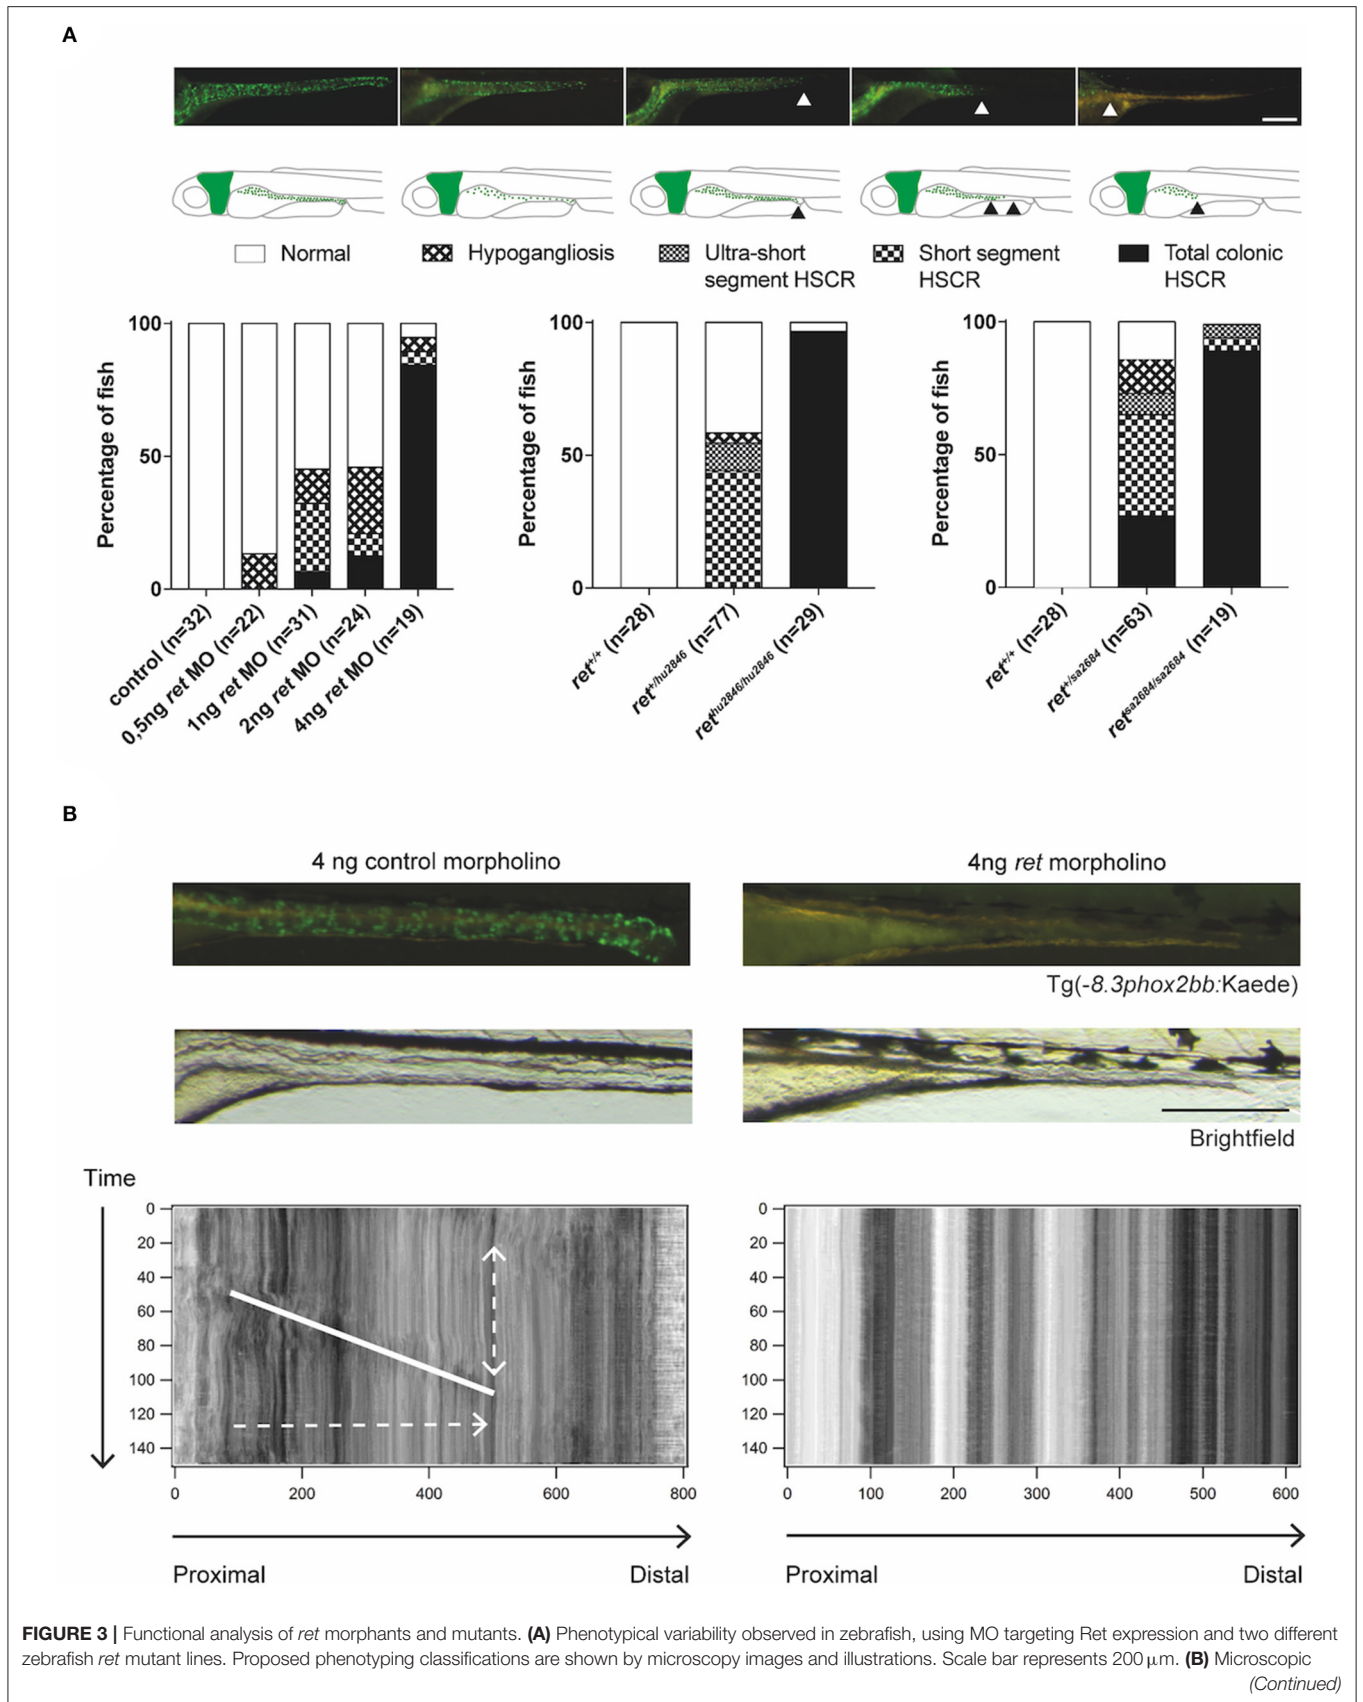 A
Normal
Hypogangliosis
Ultra-short
segment HSCR
Short segment
HSCR
Total colonic
HSCR
Percentage of fish
100
50
0
control (n=32)
0,5ng ret MO (n=22)
1ng ret MO (n=31)
2ng ret MO (n=24)
4ng ret MO (n=19)
Percentage of fish
100
50
0
ret+/+ (n=28)
ret+/hu2846 (n=77)
rethu2846/hu2846 (n=29)
Percentage of fish
100
50
0
ret+/+ (n=28)
ret+/sa2684 (n=63)
retsa2684/sa2684 (n=19)
B
4 ng control morpholino
4ng ret morpholino
Tg(-8.3phox2bb:Kaede)
Brightfield
Time
0
20
40
60
80
100
120
140
0 200 400 600 800
Proximal Distal
0
20
40
60
80
100
120
140
0 100 200 300 400 500 600
Proximal Distal
FIGURE 3 | Functional analysis of ret morphants and mutants. (A) Phenotypical variability observed in zebrafish, using MO targeting Ret expression and two different
zebrafish ret mutant lines. Proposed phenotyping classifications are shown by microscopy images and illustrations. Scale bar represents 200 μm. (B) Microscopic
(Continued)